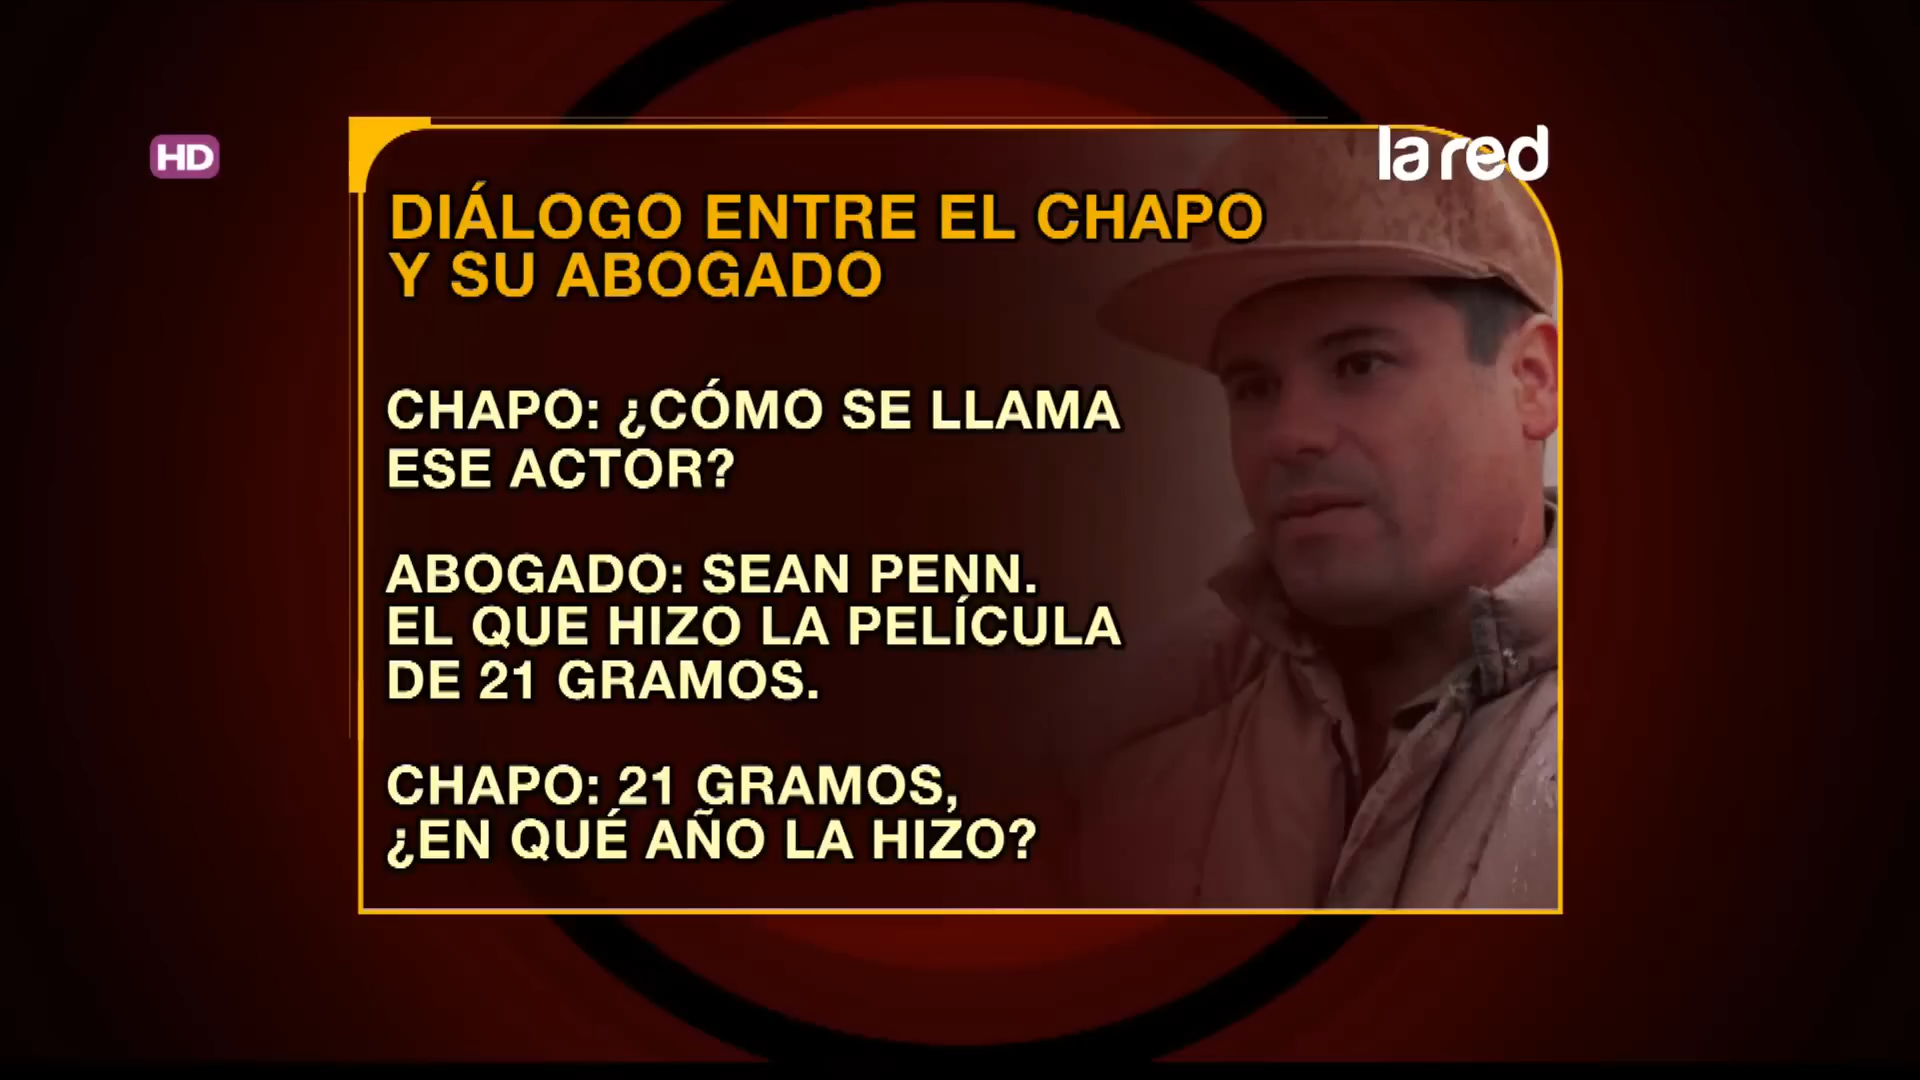 HD
la red
DIÁLOGO ENTRE EL CHAPO
Y SU ABOGADO
CHAPO: ¿CÓMO SE LLAMA
ESE ACTOR?
ABOGADO: SEAN PENN.
EL QUE HIZO LA PELÍCULA
DE 21 GRAMOS.
CHAPO: 21 GRAMOS,
¿EN QUÉ AÑO LA HIZO?